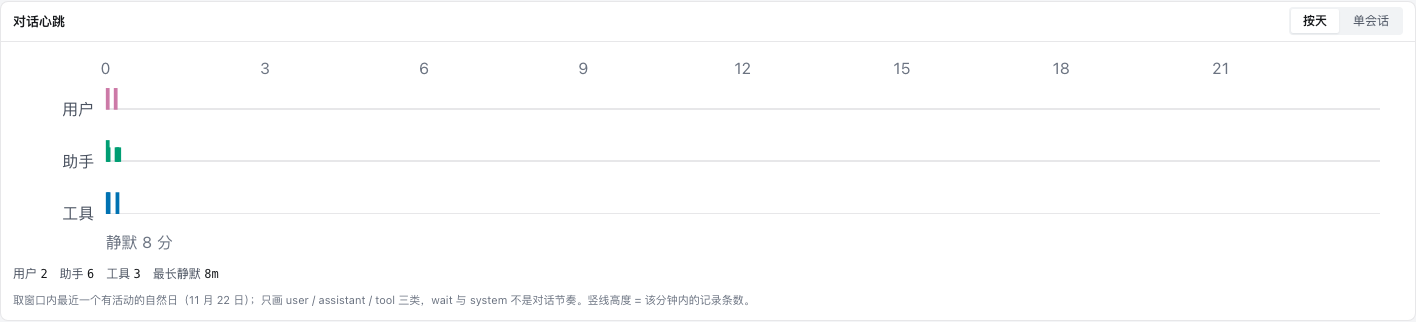 对话心跳
按天 单会话
0 3 6 9 12 15 18 21
用户
助手
工具
静默 8 分
用户 2 助手 6 工具 3 最长静默 8m
取窗口内最近一个有活动的自然日（11 月 22 日）；只画 user / assistant / tool 三类，wait 与 system 不是对话节奏。竖线高度 = 该分钟内的记录条数。